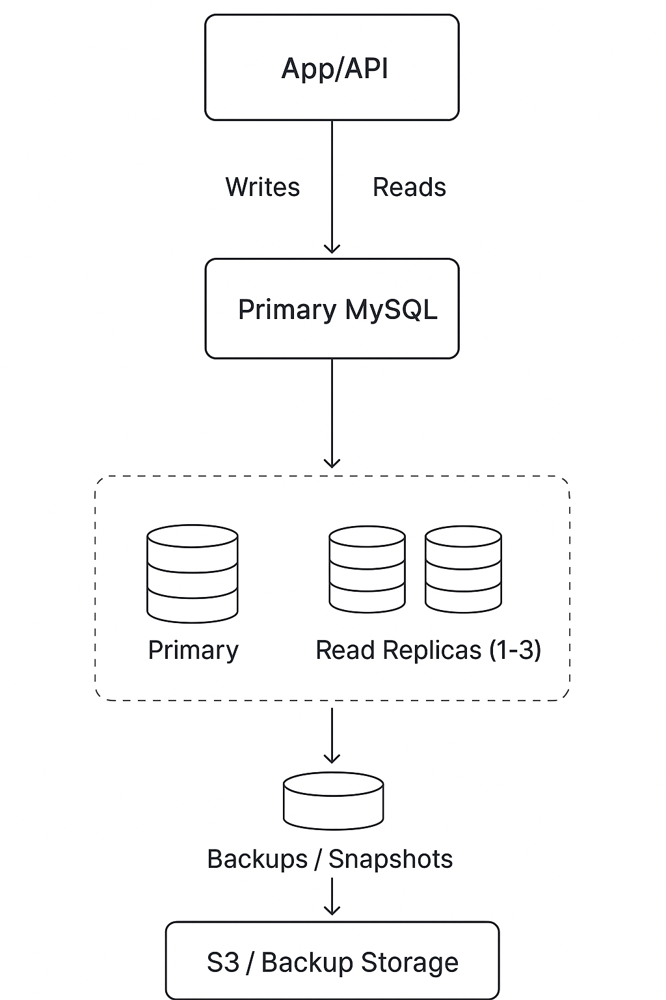 App/API
Writes Reads
Primary MySQL
Primary Read Replicas (1-3)
Backups / Snapshots
S3 / Backup Storage